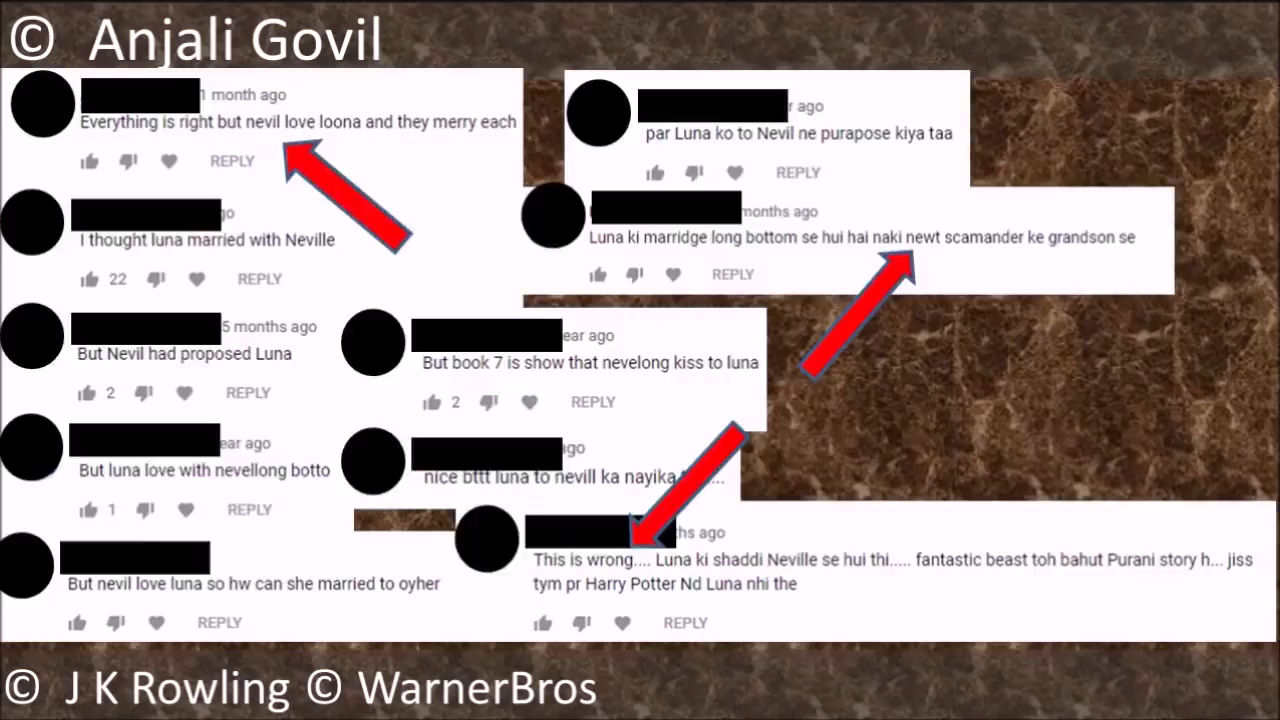 © Anjali Govil
1 month ago
Everything is right but nevil love loona and they merry each
REPLY
go
I thought luna married with Neville
22 REPLY
5 months ago
But Nevil had proposed Luna
2 REPLY
ear ago
But luna love with nevellong botto
1 REPLY
But nevil love luna so hw can she married to oyher
REPLY
r ago
par Luna ko to Nevil ne purapose kiya taa
REPLY
months ago
Luna ki marridge long bottom se hui hai naki newt scamander ke grandson se
REPLY
ear ago
But book 7 is show that nevelong kiss to luna
2 REPLY
go
nice bttt luna to nevill ka nayika
ths ago
This is wrong.... Luna ki shaddi Neville se hui thi..... fantastic beast toh bahut Purani story h... jiss
tym pr Harry Potter Nd Luna nhi the
REPLY
© J K Rowling © WarnerBros